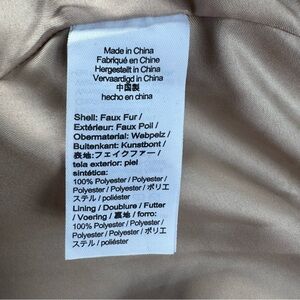 Made in China
Fabriqué en Chine
Hergestellt in China
Vervaardigd in China
中国製
hecho en china
Shell: Faux Fur /
Extérieur: Faux Poil /
Obermaterial: Webpelz /
Buitenkant: Kunstbont /
表地:フェイクファー /
tela exterior: piel
sintética:
100% Polyester / Polyester /
Polyester / Polyester / ポリエ
ステル / poliéster
Lining / Doublure / Futter
/ Voering / 裏地 / forro:
100% Polyester / Polyester /
Polyester / Polyester / ポリエ
ステル / poliéster